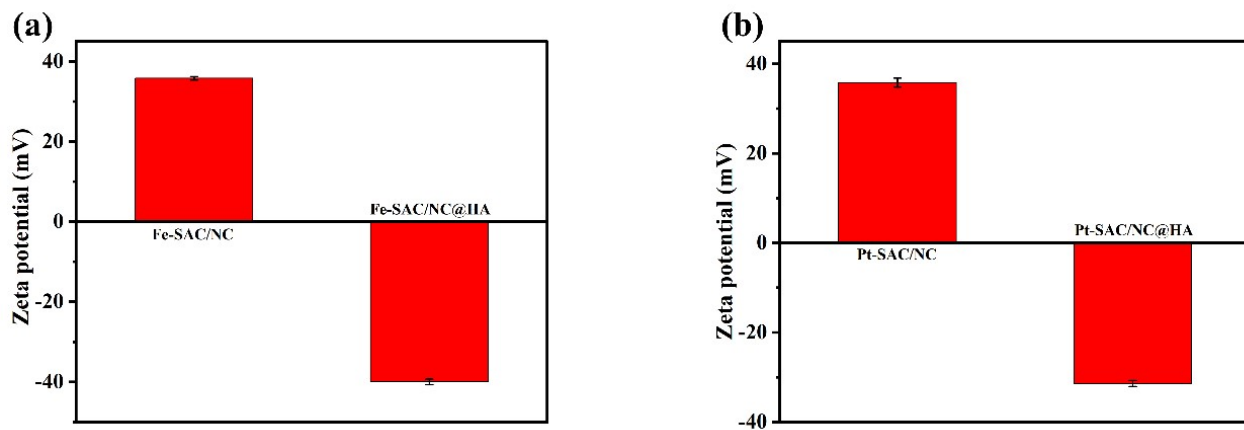 (a)
Zeta potential (mV)
40
20
0
-20
-40
Fe-SAC/NC
Fe-SAC/NC@HA
(b)
Zeta potential (mV)
40
20
0
-20
-40
Pt-SAC/NC
Pt-SAC/NC@HA